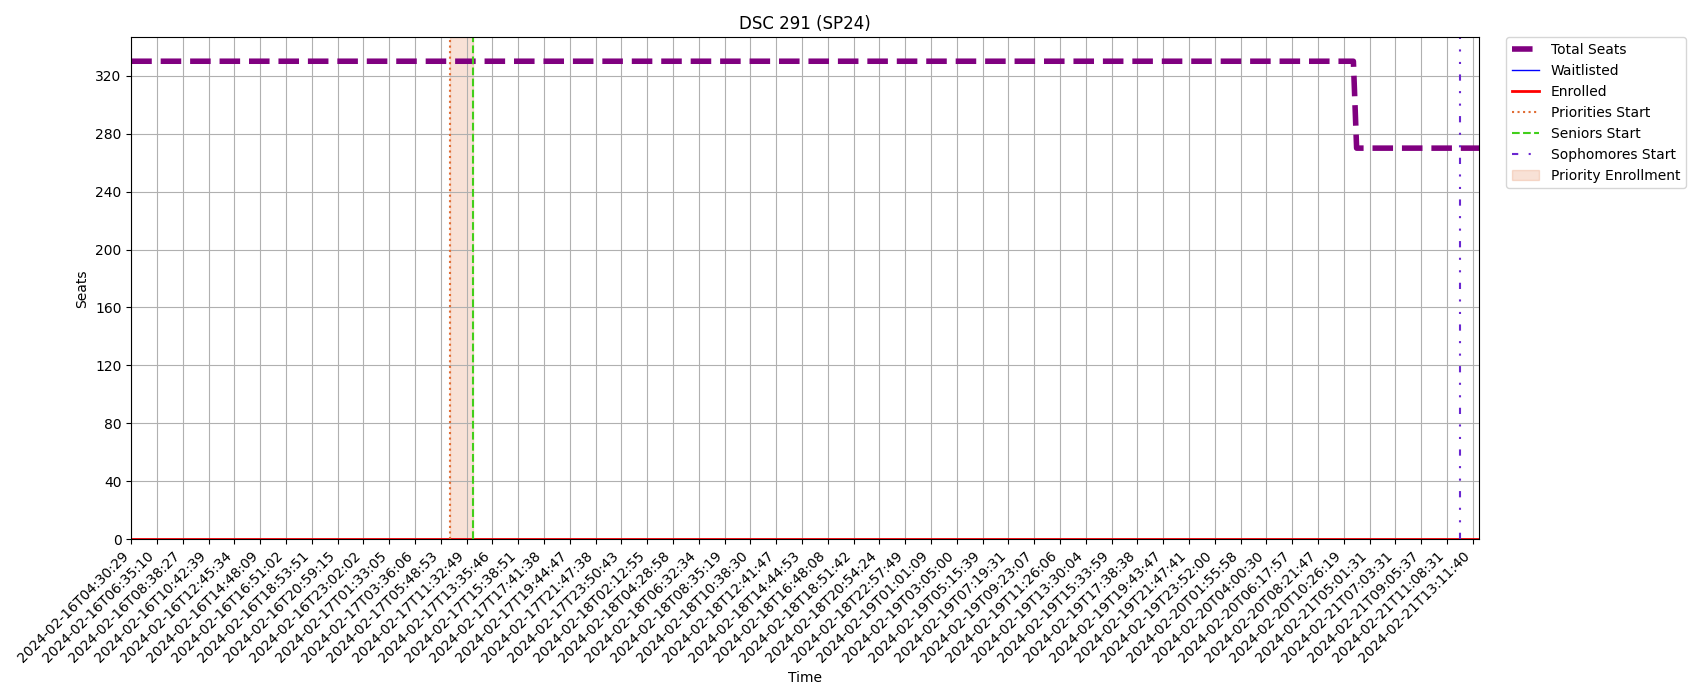 DSC 291 (SP24)
Total Seats
Waitlisted
Enrolled
Priorities Start
Seniors Start
Sophomores Start
Priority Enrollment
Seats
320
280
240
200
160
120
80
40
0
2024-02-16T04:30:29
2024-02-16T06:35:10
2024-02-16T08:38:27
2024-02-16T10:42:39
2024-02-16T12:45:34
2024-02-16T14:48:09
2024-02-16T16:51:02
2024-02-16T18:53:51
2024-02-16T20:59:15
2024-02-16T23:02:02
2024-02-17T01:33:05
2024-02-17T03:36:06
2024-02-17T05:48:53
2024-02-17T11:32:49
2024-02-17T13:35:46
2024-02-17T15:38:51
2024-02-17T17:41:38
2024-02-17T19:44:47
2024-02-17T21:47:38
2024-02-17T23:50:43
2024-02-18T02:12:55
2024-02-18T04:28:58
2024-02-18T06:32:34
2024-02-18T08:35:19
2024-02-18T10:38:30
2024-02-18T12:41:47
2024-02-18T14:44:53
2024-02-18T16:48:08
2024-02-18T18:51:42
2024-02-18T20:54:24
2024-02-18T22:57:49
2024-02-19T01:01:09
2024-02-19T03:05:00
2024-02-19T05:15:39
2024-02-19T07:19:31
2024-02-19T09:23:07
2024-02-19T11:26:06
2024-02-19T13:30:04
2024-02-19T15:33:59
2024-02-19T17:38:38
2024-02-19T19:43:47
2024-02-19T21:47:41
2024-02-19T23:52:00
2024-02-20T01:55:58
2024-02-20T04:00:30
2024-02-20T06:17:57
2024-02-20T08:21:47
2024-02-20T10:26:19
2024-02-21T05:01:31
2024-02-21T07:03:31
2024-02-21T09:05:37
2024-02-21T11:08:31
2024-02-21T13:11:40
Time